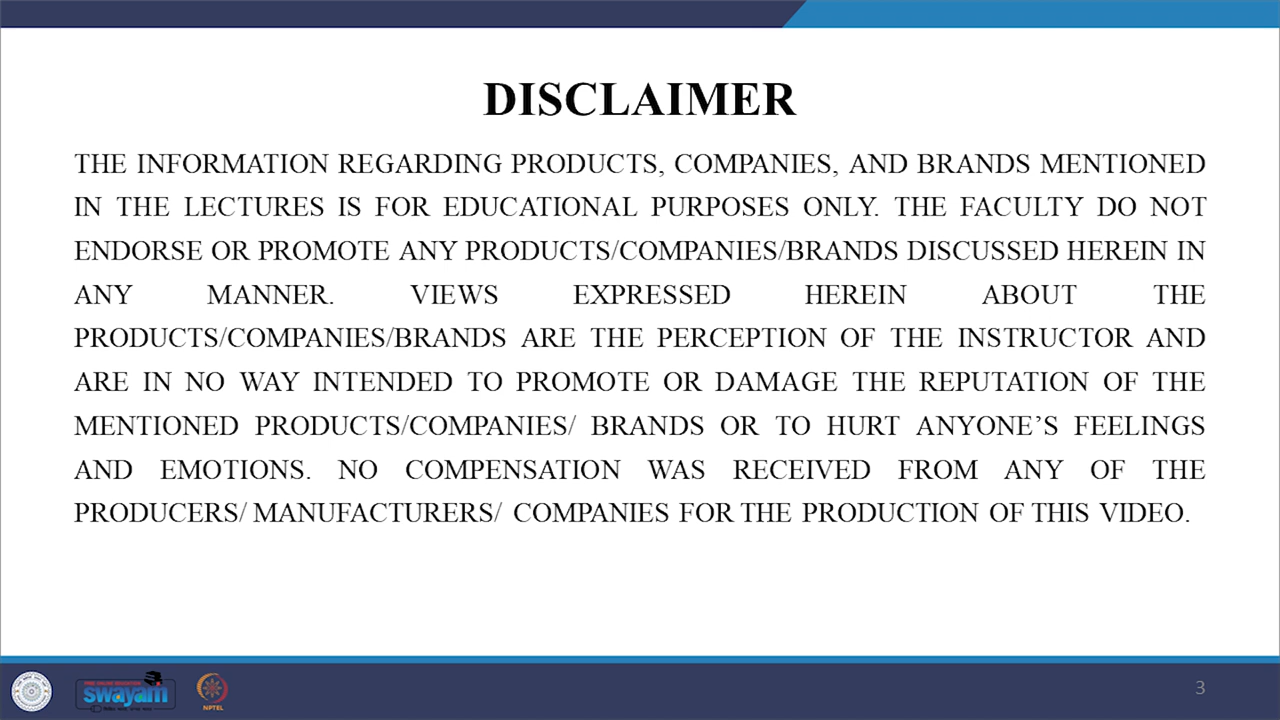 DISCLAIMER
THE INFORMATION REGARDING PRODUCTS, COMPANIES, AND BRANDS MENTIONED
IN THE LECTURES IS FOR EDUCATIONAL PURPOSES ONLY. THE FACULTY DO NOT
ENDORSE OR PROMOTE ANY PRODUCTS/COMPANIES/BRANDS DISCUSSED HEREIN IN
ANY MANNER. VIEWS EXPRESSED HEREIN ABOUT THE
PRODUCTS/COMPANIES/BRANDS ARE THE PERCEPTION OF THE INSTRUCTOR AND
ARE IN NO WAY INTENDED TO PROMOTE OR DAMAGE THE REPUTATION OF THE
MENTIONED PRODUCTS/COMPANIES/ BRANDS OR TO HURT ANYONE’S FEELINGS
AND EMOTIONS. NO COMPENSATION WAS RECEIVED FROM ANY OF THE
PRODUCERS/ MANUFACTURERS/ COMPANIES FOR THE PRODUCTION OF THIS VIDEO.
swayam
NPTEL
3